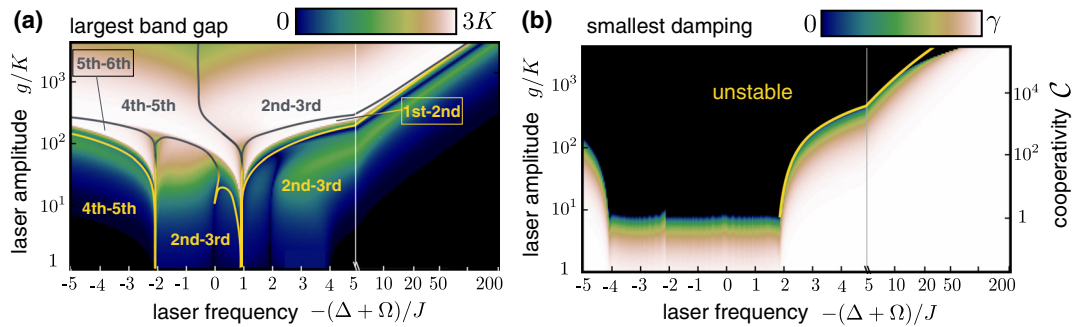 (a) largest band gap 0 3K
g/K
laser amplitude
10³
10²
10¹
1
5th-6th
4th-5th
2nd-3rd
1st-2nd
2nd-3rd
4th-5th
2nd-3rd
-5 -4 -3 -2 -1 0 1 2 3 4 5 10 20 200
laser frequency −(Δ + Ω)/J
(b) smallest damping 0 γ
g/K
laser amplitude
10³
10²
10¹
1
unstable
10⁴
10²
1
cooperativity C
-5 -4 -3 -2 -1 0 1 2 3 4 5 10 20 50 200
laser frequency −(Δ + Ω)/J